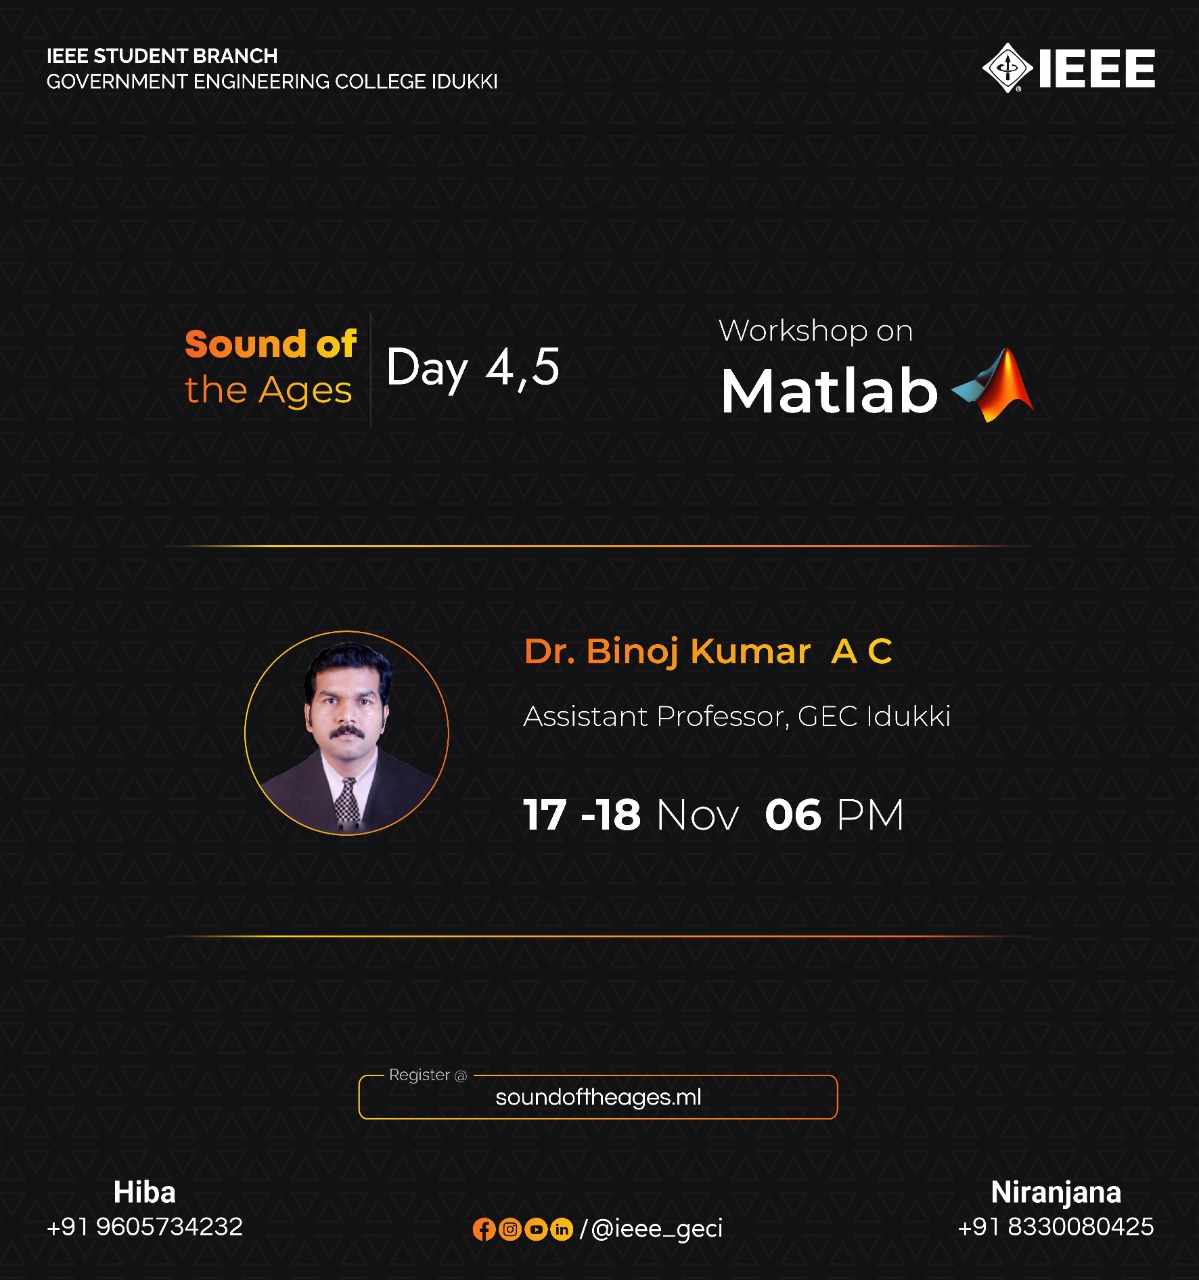 IEEE STUDENT BRANCH
GOVERNMENT ENGINEERING COLLEGE IDUKKI
IEEE
Sound of
the Ages
Day 4,5
Workshop on
Matlab
Dr. Binoj Kumar A C
Assistant Professor, GEC Idukki
17 -18 Nov 06 PM
Register @
soundoftheages.ml
Hiba
+91 9605734232
/@ieee_geci
Niranjana
+91 8330080425